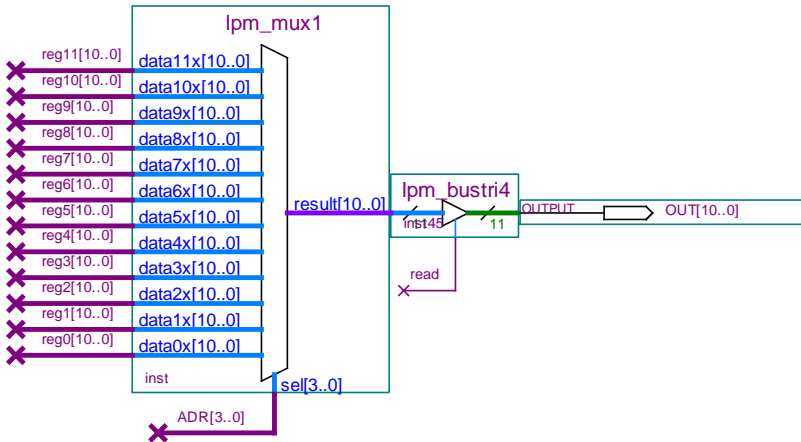 lpm_mux1
reg11[10..0] data11x[10..0]
reg10[10..0] data10x[10..0]
reg9[10..0] data9x[10..0]
reg8[10..0] data8x[10..0]
reg7[10..0] data7x[10..0]
reg6[10..0] data6x[10..0]
reg5[10..0] data5x[10..0]
reg4[10..0] data4x[10..0]
reg3[10..0] data3x[10..0]
reg2[10..0] data2x[10..0]
reg1[10..0] data1x[10..0]
reg0[10..0] data0x[10..0]
result[10..0]
inst
sel[3..0]
ADR[3..0]
lpm_bustri4
inst45
11
11
read
OUTPUT
OUT[10..0]